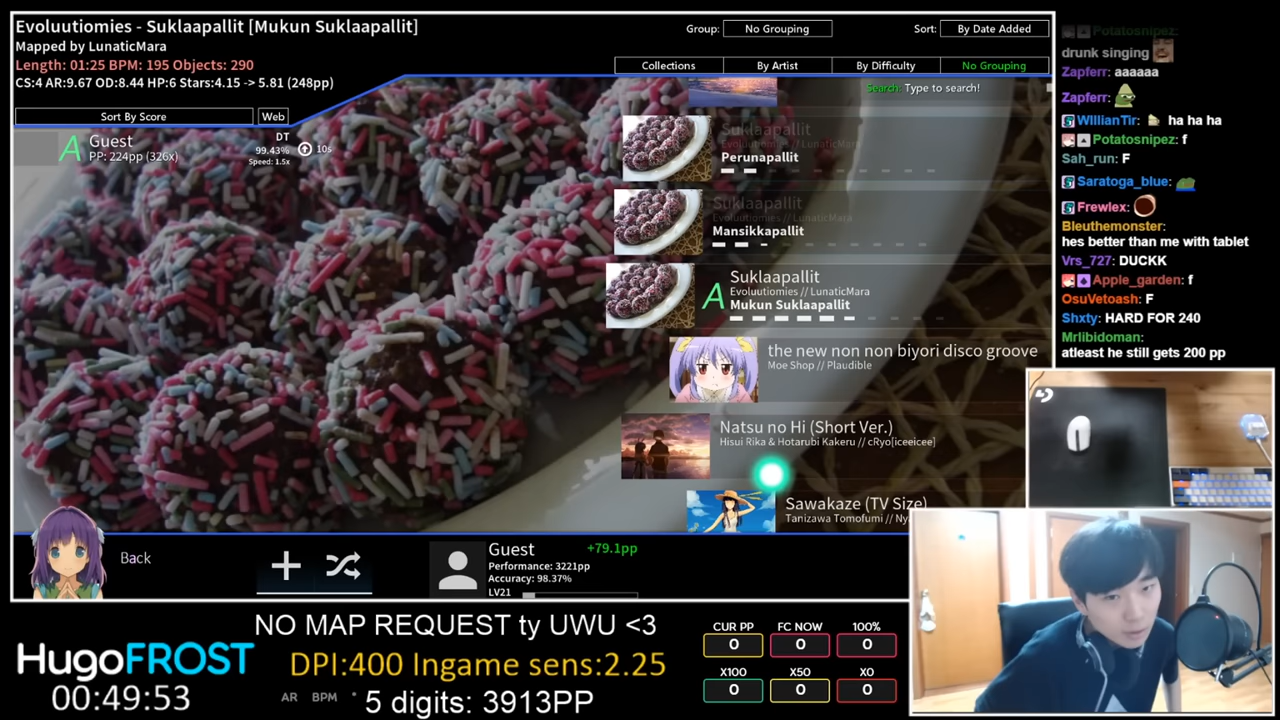 Evoluutiomies - Suklaapallit [Mukun Suklaapallit]
Mapped by LunaticMara
Length: 01:25 BPM: 195 Objects: 290
CS:4 AR:9.67 OD:8.44 HP:6 Stars:4.15 -> 5.81 (248pp)
Group: No Grouping
Sort: By Date Added
Collections By Artist By Difficulty No Grouping
Search: Type to search!
Sort By Score Web
A Guest
PP: 224pp (326x)
DT
99.43%
Speed: 1.5x
10s
Suklaapallit
Evoluutiomies // LunaticMara
Perunapallit
Suklaapallit
Evoluutiomies // LunaticMara
Mansikkapallit
A Suklaapallit
Evoluutiomies // LunaticMara
Mukun Suklaapallit
the new non non biyori disco groove
Moe Shop // Plaudible
Natsu no Hi (Short Ver.)
Hisui Rika & Hotarubi Kakeru // cRyo[iceeicee]
Sawakaze (TV Size)
Tanizawa Tomofumi //
Back
Guest +79.1pp
Performance: 3221pp
Accuracy: 98.37%
LV21
Potatosnipez:
drunk singing
Zapferr: aaaaaa
Zapferr:
WIllianTir: ha ha ha
Potatosnipez: f
Sah_run: F
Saratoga_blue:
Frewlex:
Bleuthemonster:
hes better than me with tablet
Vrs_727: DUCKK
Apple_garden: f
OsuVetoash: F
Shxty: HARD FOR 240
Mrlibidoman:
atleast he still gets 200 pp
NO MAP REQUEST ty UWU <3
HugoFROST
DPI:400 Ingame sens:2.25
00:49:53
AR BPM *
5 digits: 3913PP
CUR PP FC NOW 100%
0 0 0
X100 X50 X0
0 0 0